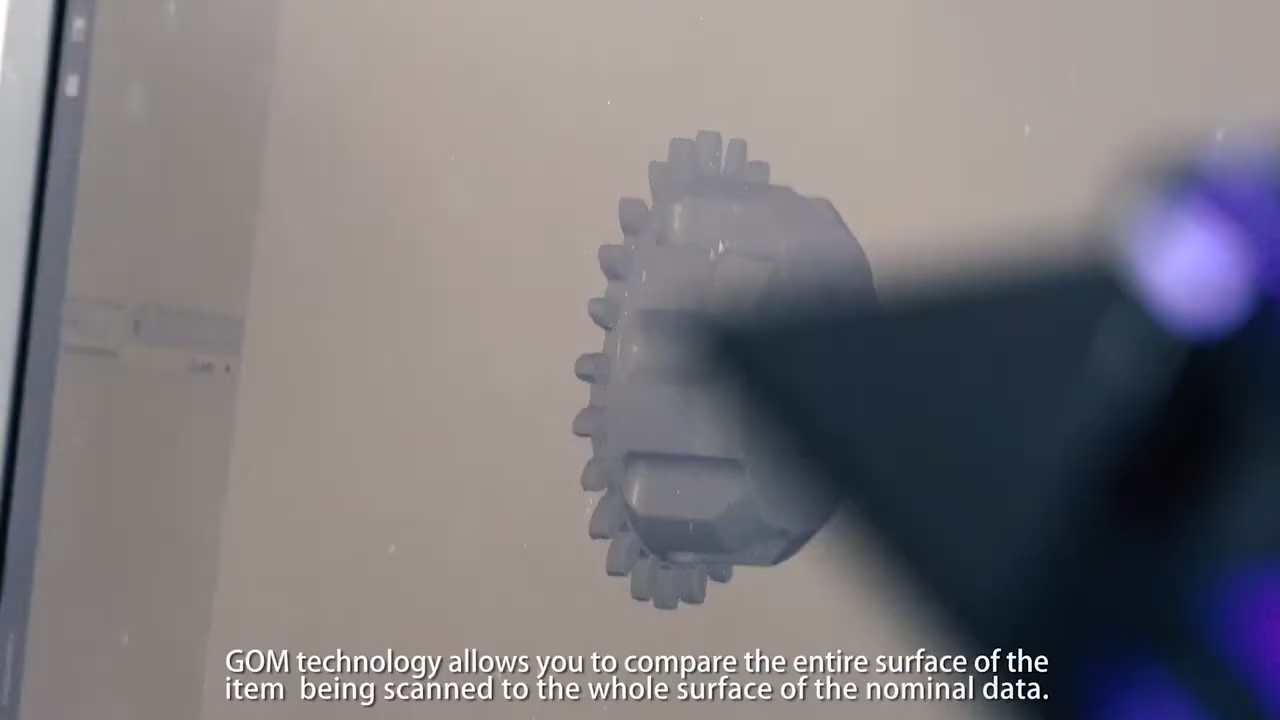 GOM technology allows you to compare the entire surface of the
item  being scanned to the whole surface of the nominal data.